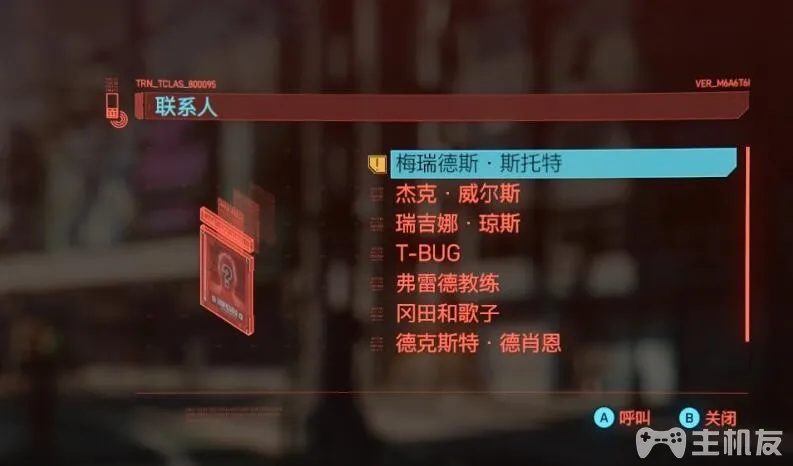 TRN_TCLAS_800095
VER_M6A6T6I
联系人
梅瑞德斯·斯托特
杰克·威尔斯
瑞吉娜·琼斯
T-BUG
弗雷德教练
冈田和歌子
德克斯特·德肖恩
A 呼叫 B 关闭
主机友